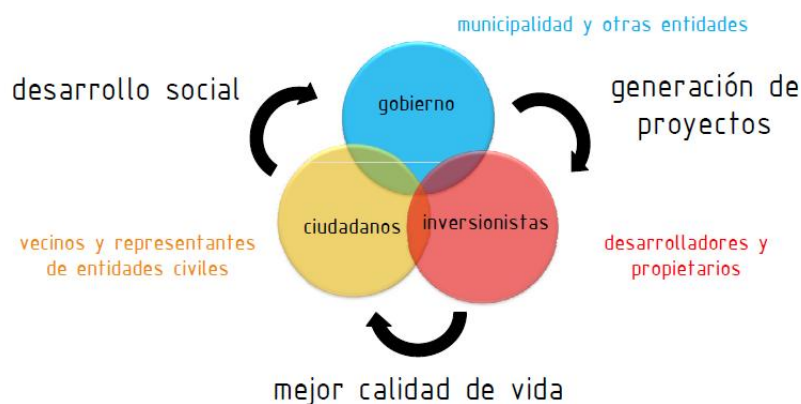 municipalidad y otras entidades
desarrollo social
gobierno
generación de
proyectos
ciudadanos
inversionistas
vecinos y representantes
de entidades civiles
desarrolladores y
propietarios
mejor calidad de vida